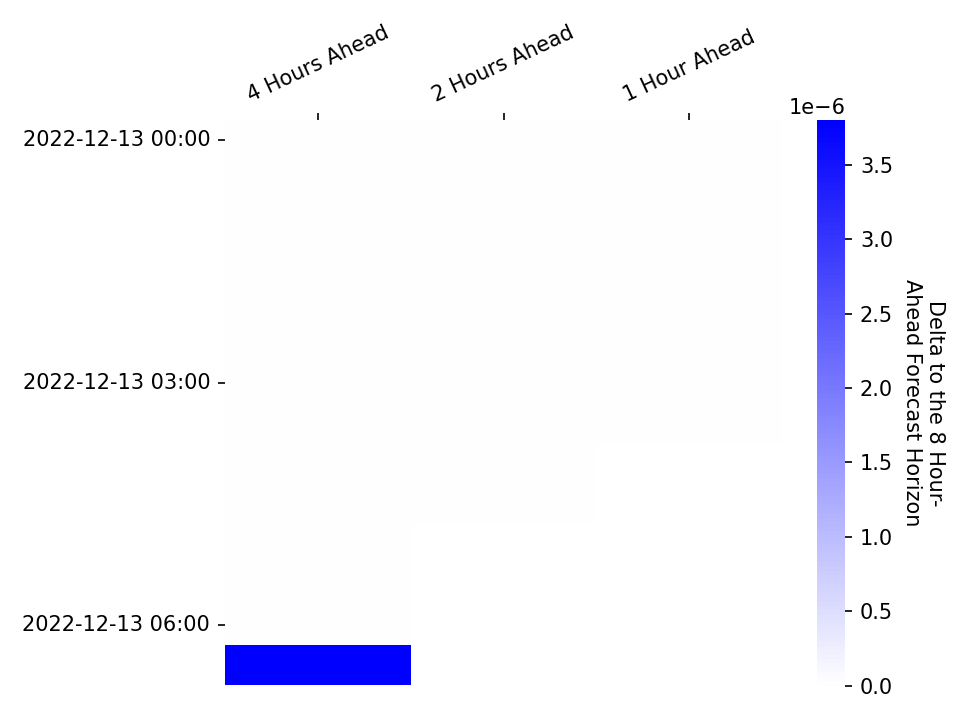 4 Hours Ahead
2 Hours Ahead
1 Hour Ahead
1e−6
2022-12-13 00:00
2022-12-13 03:00
2022-12-13 06:00
3.5
3.0
2.5
2.0
1.5
1.0
0.5
0.0
Delta to the 8 Hour-
Ahead Forecast Horizon